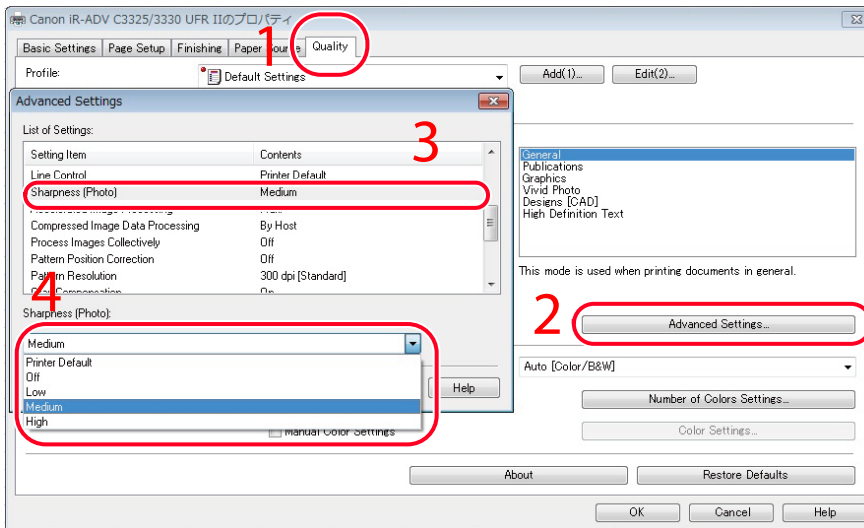 Canon iR-ADV C3325/3330 UFR IIのプロパティ
1
Basic Settings Page Setup Finishing Paper Source Quality
Profile: Default Settings Add(1)... Edit(2)...
Advanced Settings
List of Settings:
3
Setting Item Contents
Line Control Printer Default
Sharpness (Photo) Medium
Compressed Image Data Processing By Host
Process Images Collectively Off
Pattern Position Correction Off
Pattern Resolution 300 dpi [Standard]
4
Sharpness (Photo):
Medium
Printer Default
Off
Low
Medium
High
Help
General
Publications
Graphics
Vivid Photo
Designs [CAD]
High Definition Text
This mode is used when printing documents in general.
2
Advanced Settings...
Auto [Color/B&W]
Number of Colors Settings...
Manual Color Settings
Color Settings...
About Restore Defaults
OK Cancel Help